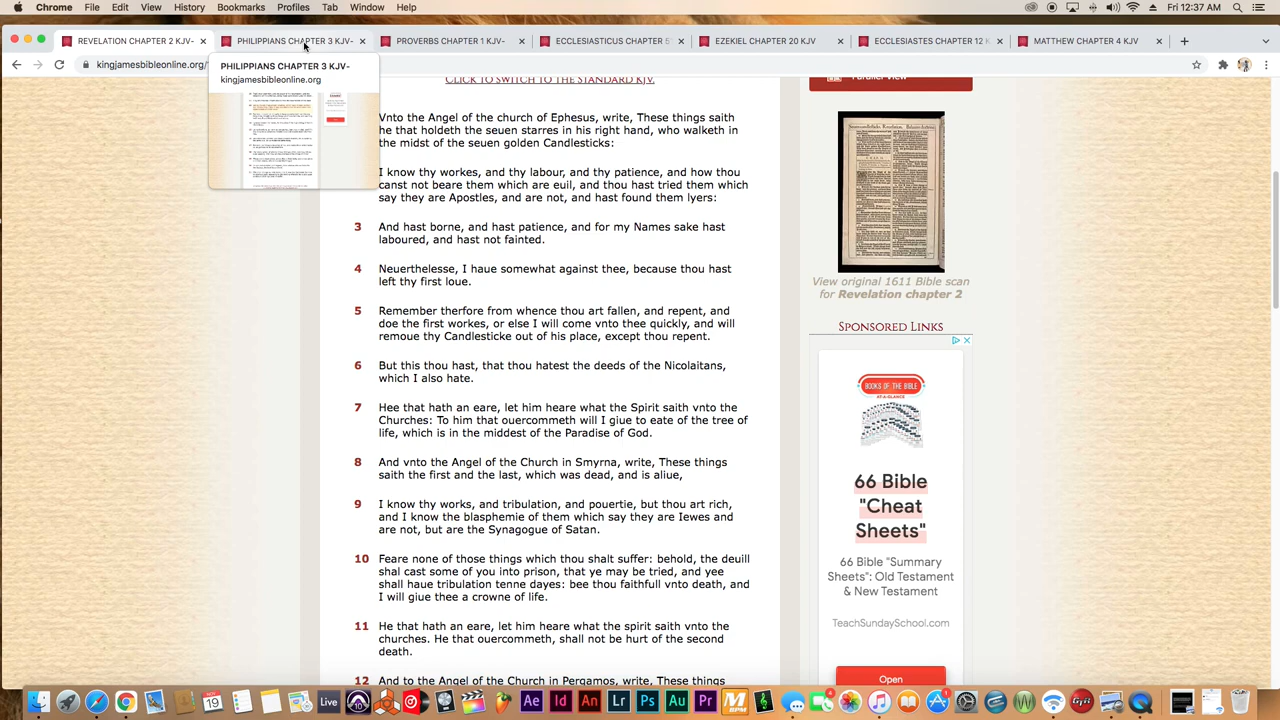 Chrome File Edit View History Bookmarks Profiles Tab Window Help Fri 12:37 AM
REVELATION CHAPTER 2 KJV- PHILIPPIANS CHAPTER 3 KJV- PROVERBS CHAPTER 1 KJV- ECCLESIASTICUS CHAPTER 5 EZEKIEL CHAPTER 20 KJV ECCLESIASTES CHAPTER 12 K MATTHEW CHAPTER 4 KJV
kingjamesbibleonline.org/
PHILIPPIANS CHAPTER 3 KJV-
kingjamesbibleonline.org
CLICK TO SWITCH TO THE STANDARD KJV.
Parallel View
Vnto the Angel of the church of Ephesus, write, These things saith
he that holdeth the seuen starres in his right hand, who walketh in
the midst of the seuen golden Candlesticks:
I know thy workes, and thy labour, and thy patience, and how thou
canst not beare them which are euil, and thou hast tried them which
say they are Apostles, and are not, and hast found them lyers:
3 And hast borne, and hast patience, and for my Names sake hast
laboured, and hast not fainted.
4 Neuerthelesse, I haue somewhat against thee, because thou hast
left thy first loue.
5 Remember therfore from whence thou art fallen, and repent, and
doe the first workes, or else I will come vnto thee quickly, and will
remoue thy Candlesticke out of his place, except thou repent.
6 But this thou hast, that thou hatest the deeds of the Nicolaitans,
which I also hate.
7 Hee that hath an eare, let him heare what the Spirit saith vnto the
Churches: To him that ouercommeth will I giue to eate of the tree of
life, which is in the middest of the Paradise of God.
8 And vnto the Angel of the Church in Smyrna, write, These things
saith the first and the last, which was dead, and is aliue,
9 I know thy works, and tribulation, and pouertie, but thou art rich,
and I know the blasphemie of them which say they are Iewes and
are not, but are the Synagogue of Satan.
10 Feare none of those things which thou shalt suffer: behold, the deuill
shal cast some of you into prison, that ye may be tried, and yee
shall haue tribulation tenne dayes: bee thou faithfull vnto death, and
I will giue thee a crowne of life.
11 He that hath an eare, let him heare what the spirit saith vnto the
churches. He that ouercommeth, shall not be hurt of the second
death.
12 And to the Angel of the Church in Pergamos, write, These things
View original 1611 Bible scan
for Revelation chapter 2
SPONSORED LINKS
BOOKS OF THE BIBLE
AT-A-GLANCE
66 Bible
"Cheat
Sheets"
66 Bible "Summary
Sheets": Old Testament
& New Testament
TeachSundaySchool.com
Open
NOV
19
Live
10
Ae Id An Lr Ps Au Pr